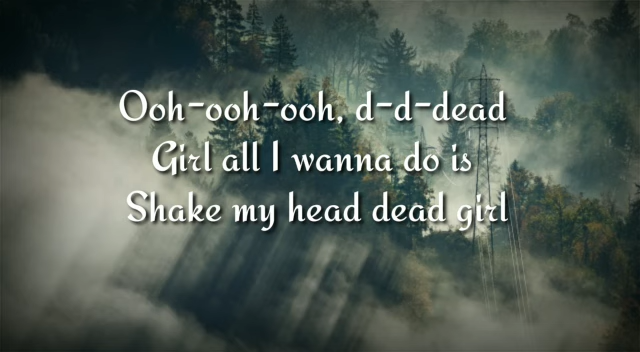 Ooh-ooh-ooh, d-d-dead
Girl all I wanna do is
Shake my head dead girl